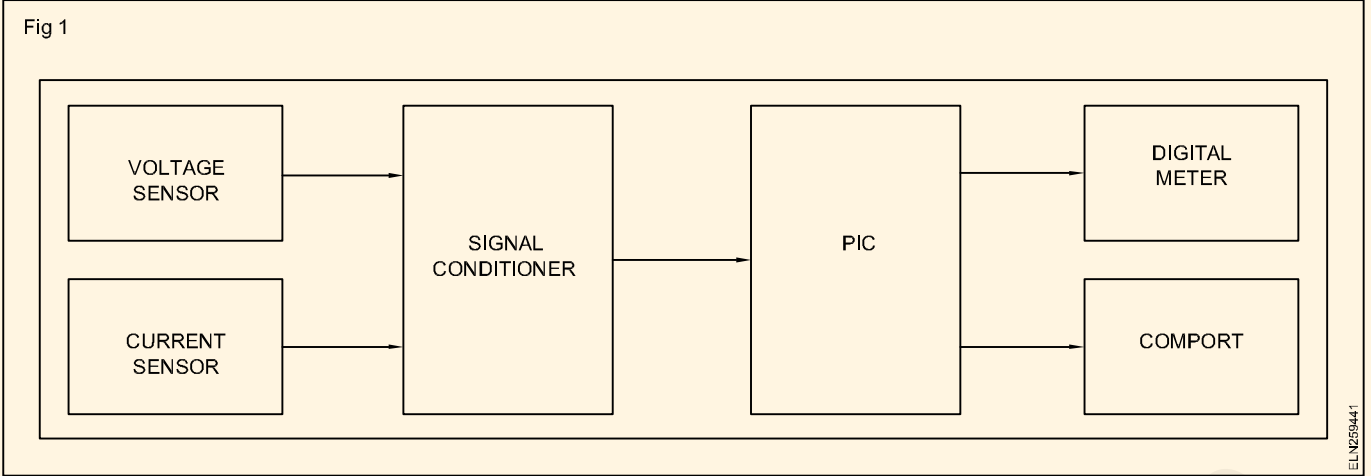 Fig 1
VOLTAGE
SENSOR
CURRENT
SENSOR
SIGNAL
CONDITIONER
PIC
DIGITAL
METER
COMPORT
ELN259441